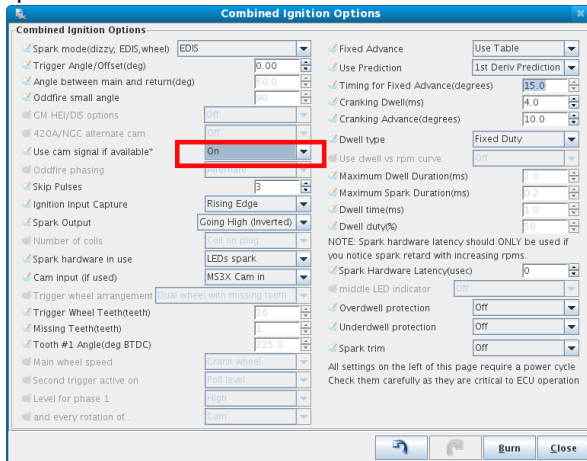 Combined Ignition Options
Combined Ignition Options
Spark mode(dizzy, EDIS,wheel) EDIS
Trigger Angle/Offset(deg) 0.00
Angle between main and return(deg) 50.0
Oddfire small angle 90
GM HEI/DIS options Off
420A/NGC alternate cam Off
Use cam signal if available* On
Oddfire phasing Alternate
Skip Pulses 3
Ignition Input Capture Rising Edge
Spark Output Going High (Inverted)
Number of coils Coil on plug
Spark hardware in use LEDs spark
Cam input (if used) MS3X Cam in
Trigger wheel arrangement Dual wheel with missing tooth
Trigger Wheel Teeth(teeth) 36
Missing Teeth(teeth) 1
Tooth #1 Angle(deg BTDC) 325.0
Main wheel speed Crank wheel
Second trigger active on Poll level
Level for phase 1 High
and every rotation of.. Cam
Fixed Advance Use Table
Use Prediction 1st Deriv Prediction
Timing for Fixed Advance(degrees) 15.0
Cranking Dwell(ms) 4.0
Cranking Advance(degrees) 10.0
Dwell type Fixed Duty
Use dwell vs rpm curve Off
Maximum Dwell Duration(ms) 3.0
Maximum Spark Duration(ms) 0.2
Dwell time(ms) 1.0
Dwell duty(%) 50
NOTE: Spark hardware latency should ONLY be used if
you notice spark retard with increasing rpms.
Spark Hardware Latency(usec) 0
middle LED indicator Off
Overdwell protection Off
Underdwell protection Off
Spark trim Off
All settings on the left of this page require a power cycle
Check them carefully as they are critical to ECU operation
Burn Close